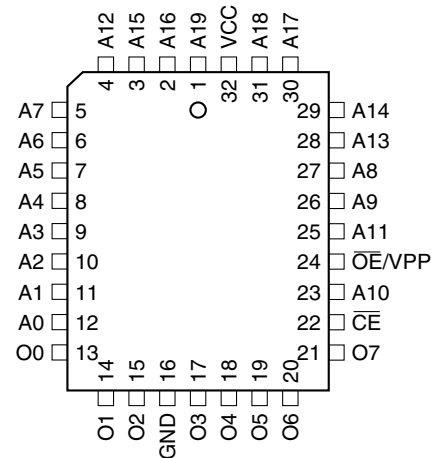 A12 A15 A16 A19 VCC A18 A17
4 3 2 1 32 31 30
A7 5 29 A14
A6 6 28 A13
A5 7 27 A8
A4 8 26 A9
A3 9 25 A11
A2 10 24 O̅E̅/VPP
A1 11 23 A10
A0 12 22 C̅E̅
O0 13 21 O7
14 15 16 17 18 19 20
O1 O2 GND O3 O4 O5 O6